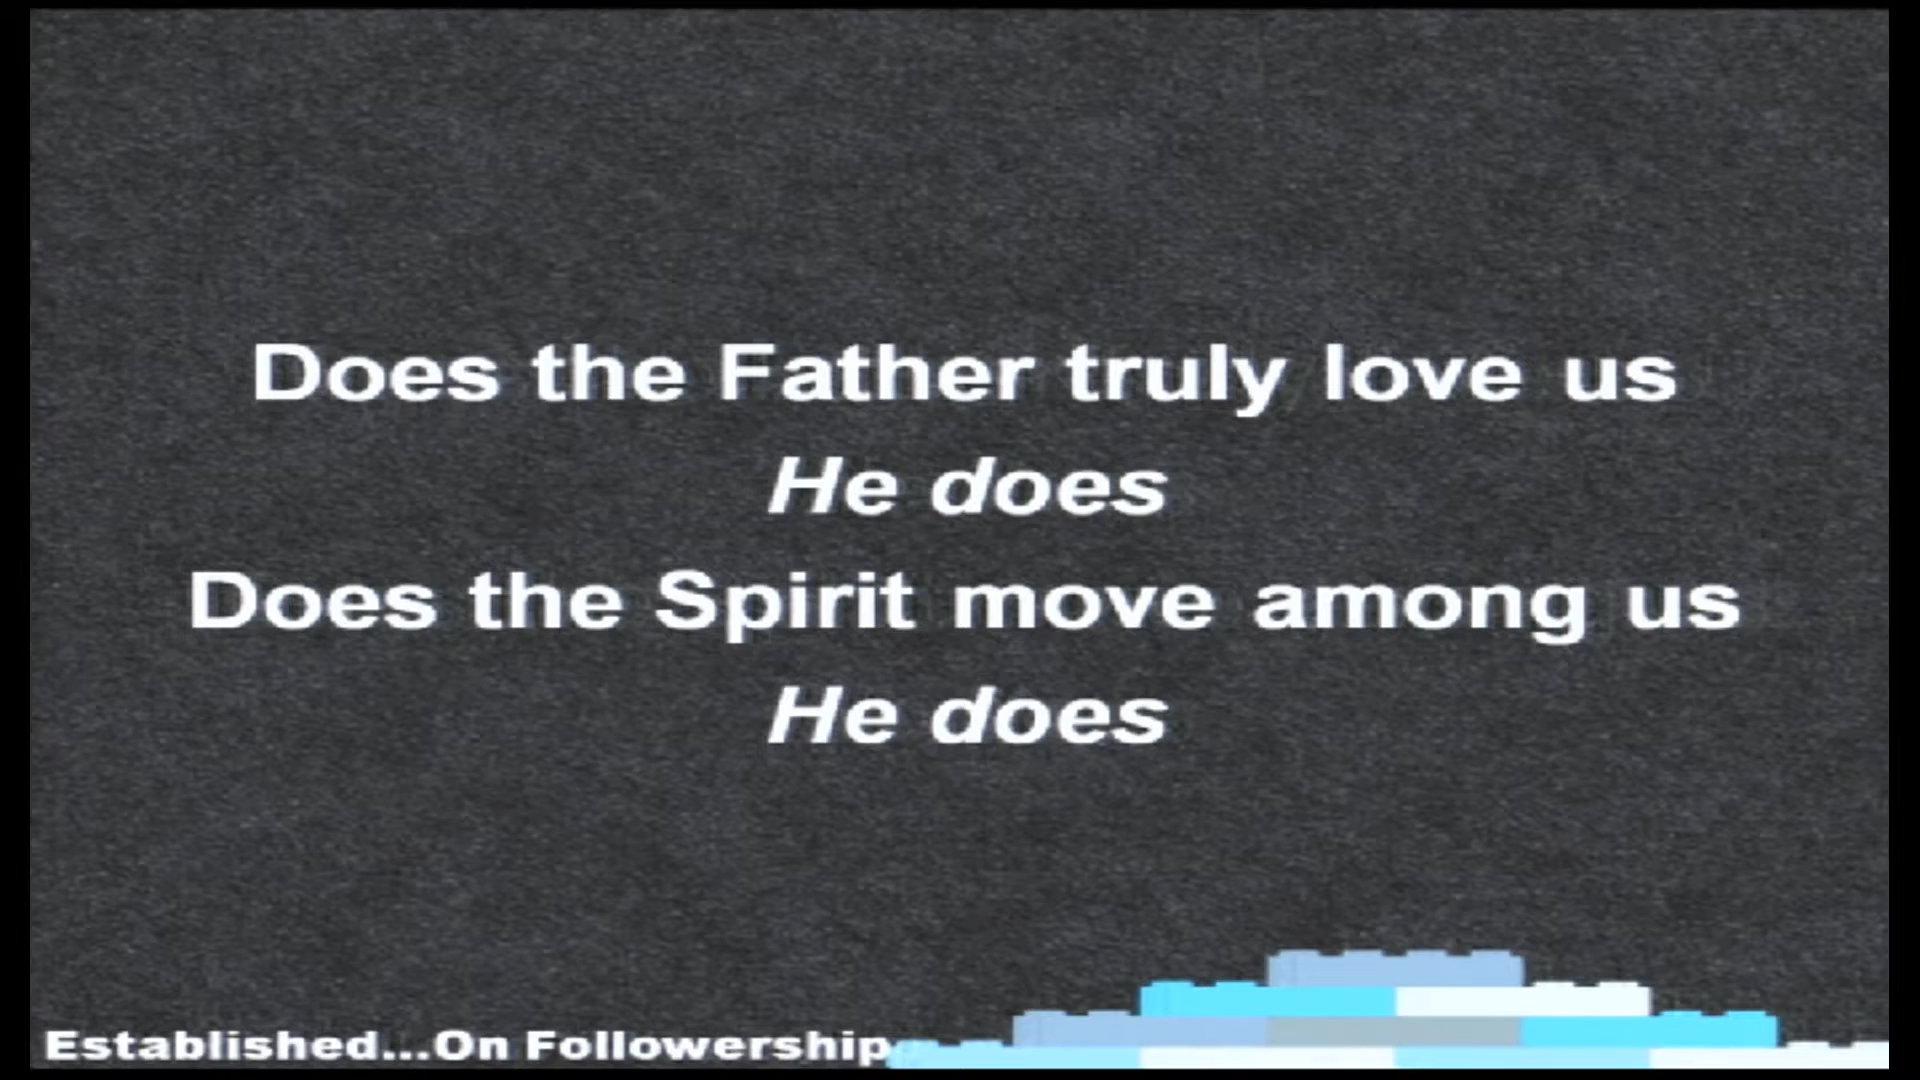 Does the Father truly love us
He does
Does the Spirit move among us
He does
Established...On Followership